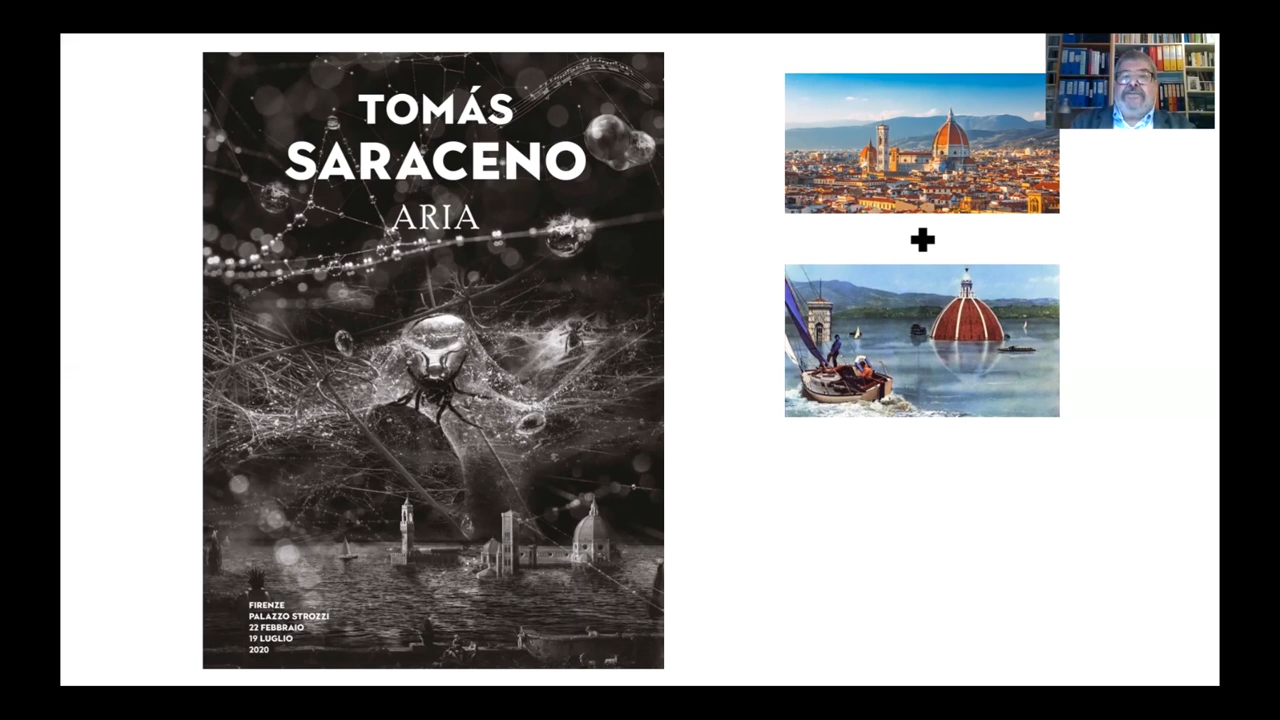 TOMÁS
SARACENO
ARIA
FIRENZE
PALAZZO STROZZI
22 FEBBRAIO
19 LUGLIO
2020